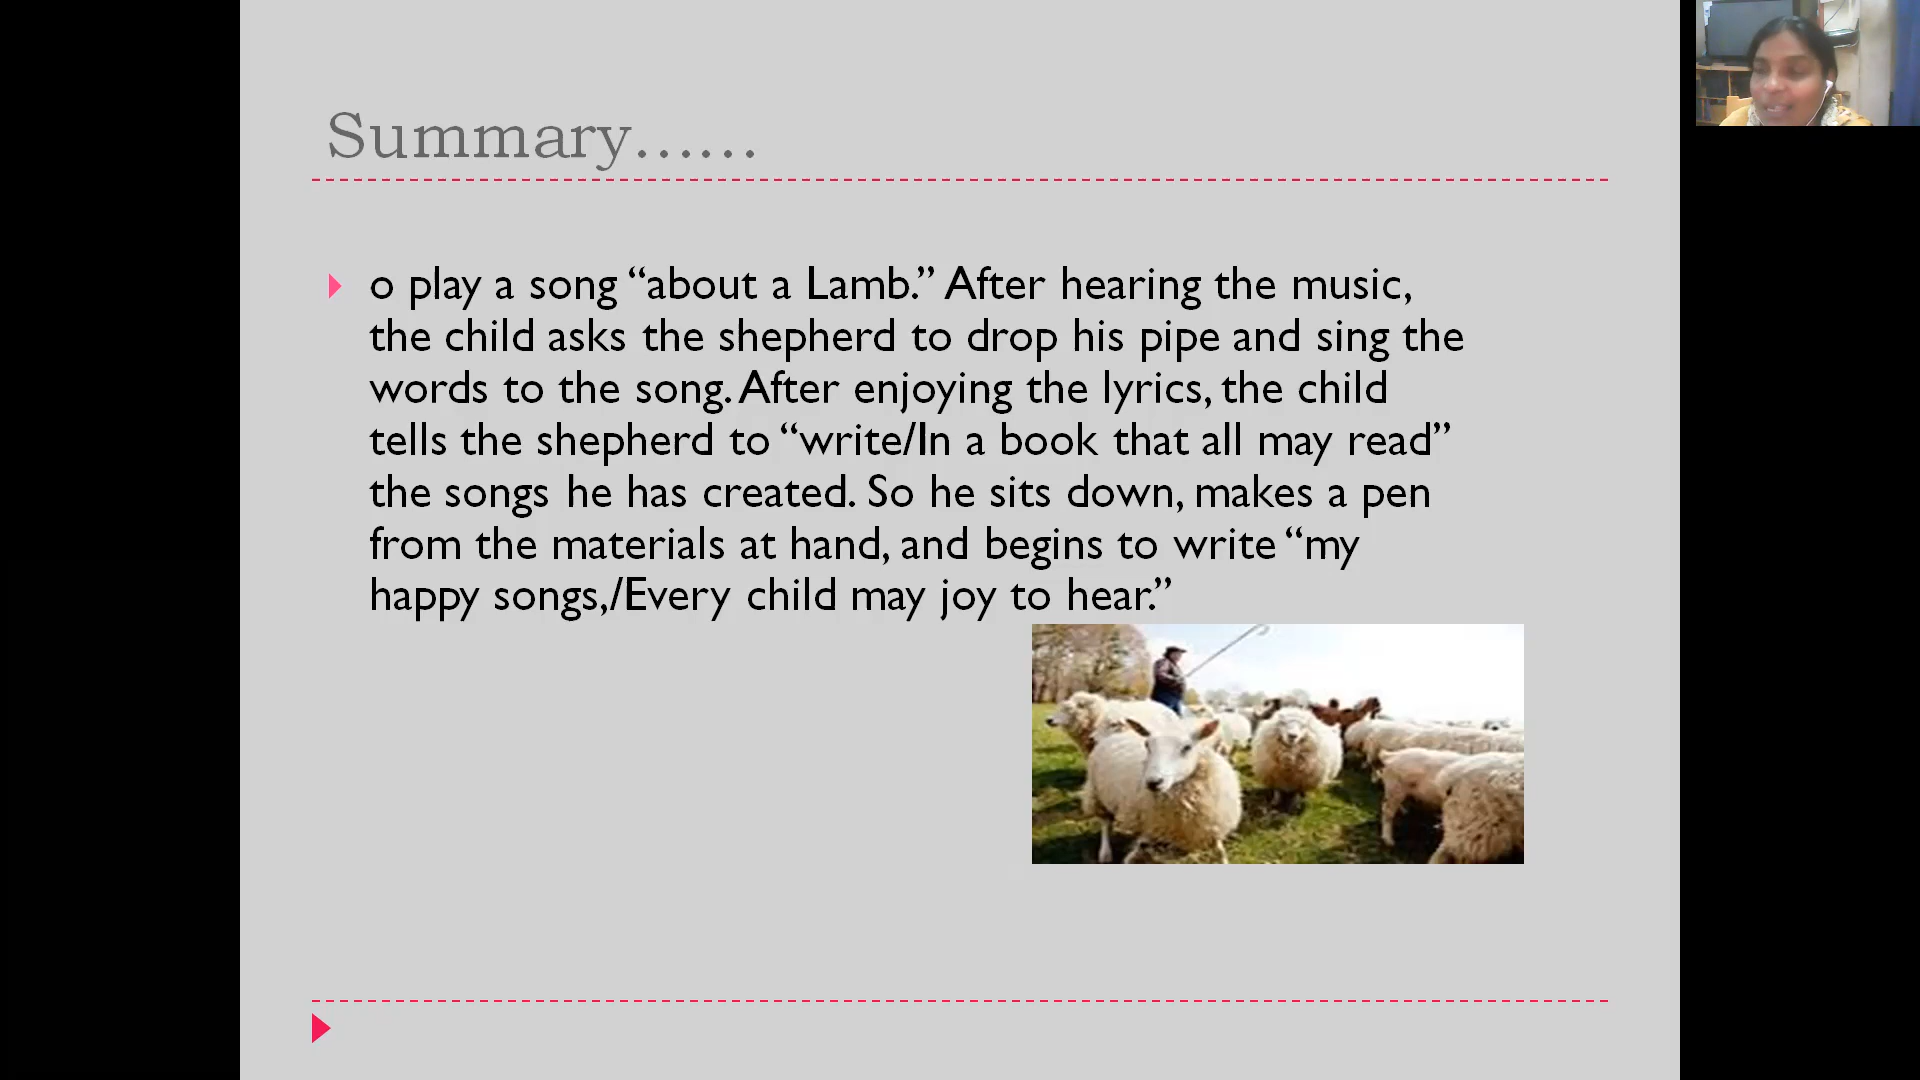 Summary......
o play a song “about a Lamb.” After hearing the music,
the child asks the shepherd to drop his pipe and sing the
words to the song. After enjoying the lyrics, the child
tells the shepherd to “write/In a book that all may read”
the songs he has created. So he sits down, makes a pen
from the materials at hand, and begins to write “my
happy songs,/Every child may joy to hear.”